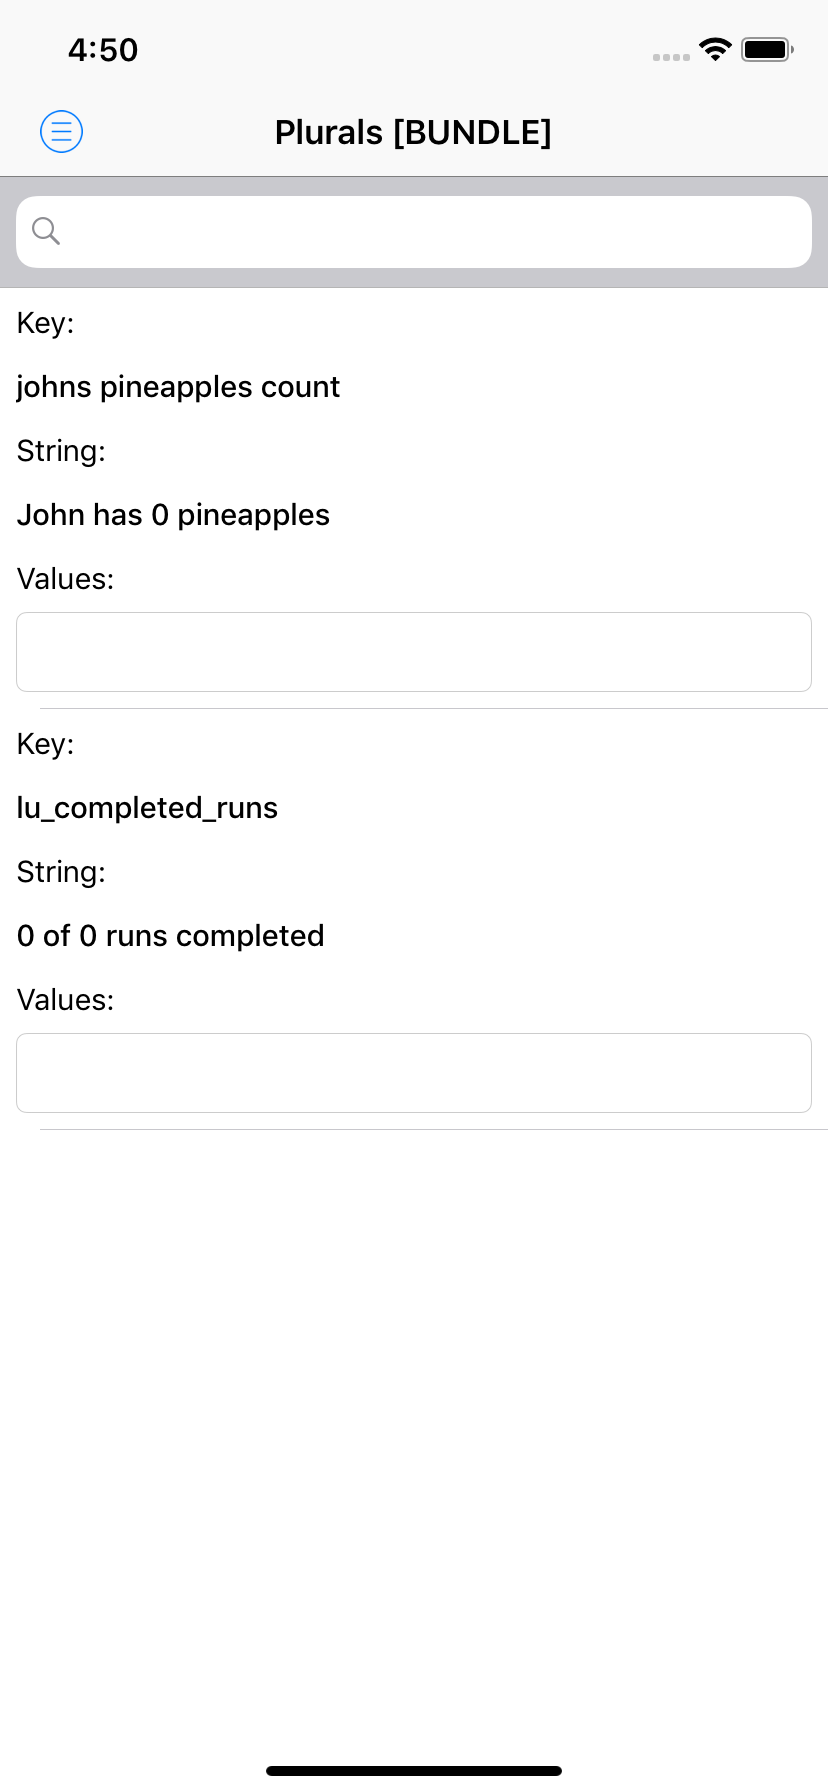 4:50
Plurals [BUNDLE]
Key:
johns pineapples count
String:
John has 0 pineapples
Values:
Key:
lu_completed_runs
String:
0 of 0 runs completed
Values: